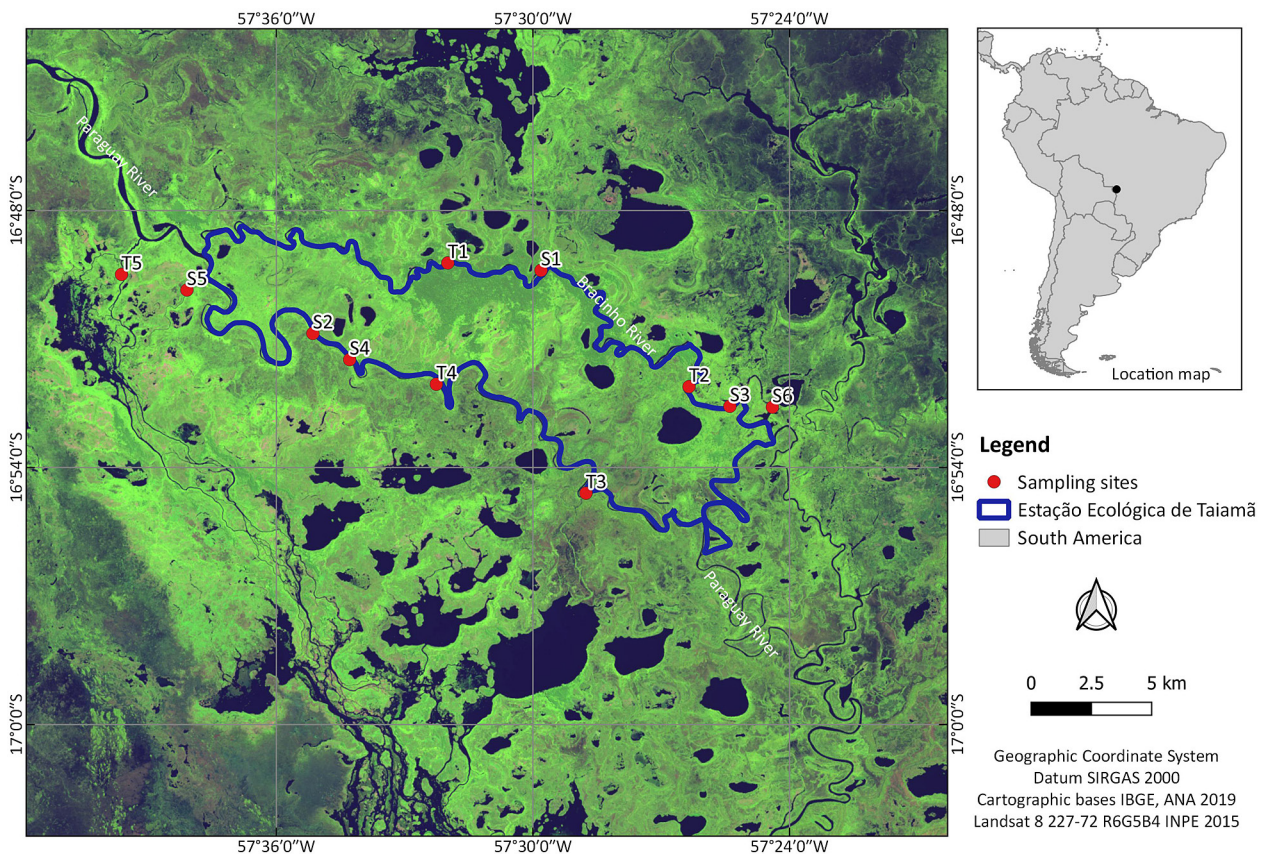 57°36'0"W
57°30'0"W
57°24'0"W
Paraguay River
16°48'0"S
16°48'0"S
T1
S1
T5
S5
Bracinho River
S2
S4
T4
T2
S3
S6
Location map
16°54'0"S
16°54'0"S
T3
Legend
Sampling sites
Estação Ecológica de Taiamã
South America
Paraguay River
0 2.5 5 km
17°0'0"S
17°0'0"S
Geographic Coordinate System
Datum SIRGAS 2000
Cartographic bases IBGE, ANA 2019
Landsat 8 227-72 R6G5B4 INPE 2015
57°36'0"W
57°30'0"W
57°24'0"W